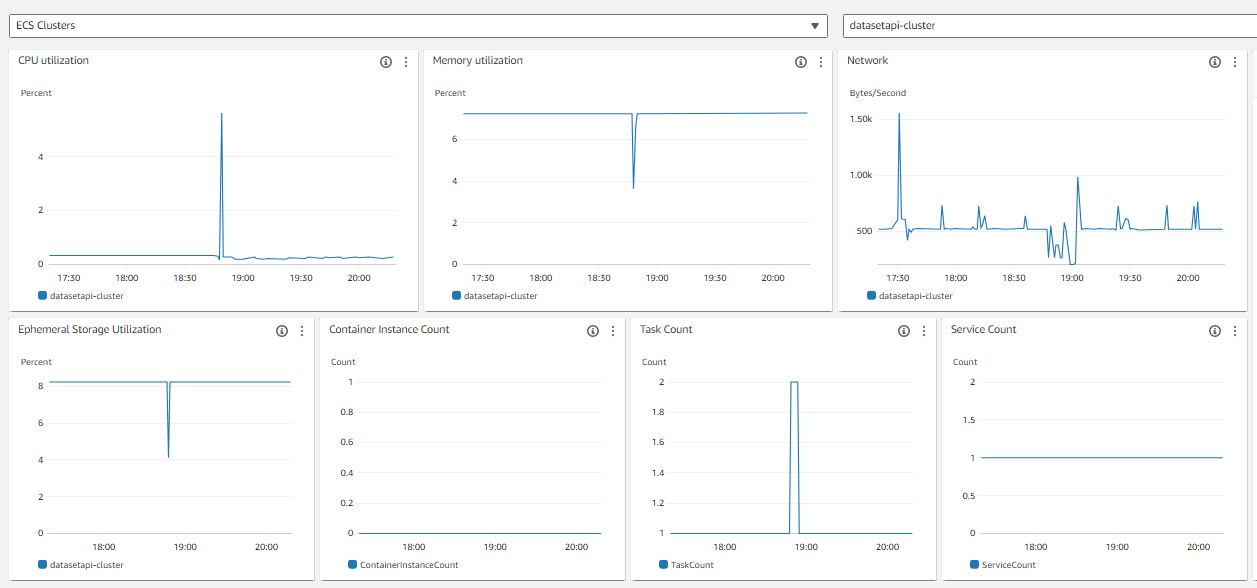 ECS Clusters
datasetapi-cluster
CPU utilization
Percent
4
2
0
17:30 18:00 18:30 19:00 19:30 20:00
datasetapi-cluster
Memory utilization
Percent
6
4
2
0
17:30 18:00 18:30 19:00 19:30 20:00
datasetapi-cluster
Network
Bytes/Second
1.50k
1.00k
500
17:30 18:00 18:30 19:00 19:30 20:00
datasetapi-cluster
Ephemeral Storage Utilization
Percent
8
6
4
2
0
18:00 19:00 20:00
datasetapi-cluster
Container Instance Count
Count
1
0.8
0.6
0.4
0.2
0
18:00 19:00 20:00
ContainerInstanceCount
Task Count
Count
2
1.8
1.6
1.4
1.2
1
18:00 19:00 20:00
TaskCount
Service Count
Count
2
1.5
1
0.5
0
18:00 19:00 20:00
ServiceCount